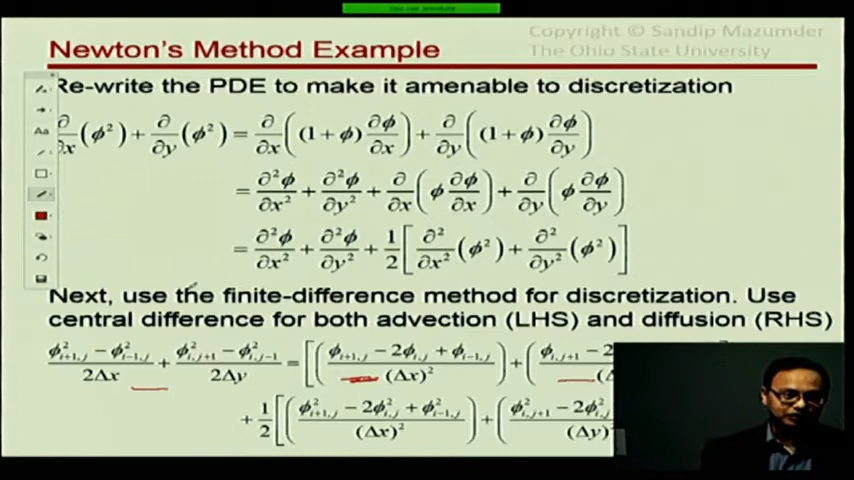 You can annotate
Copyright © Sandip Mazumder
The Ohio State University
Newton's Method Example
Re-write the PDE to make it amenable to discretization
∂/∂x (ϕ²) + ∂/∂y (ϕ²) = ∂/∂x ((1 + ϕ) ∂ϕ/∂x) + ∂/∂y ((1 + ϕ) ∂ϕ/∂y)
= ∂²ϕ/∂x² + ∂²ϕ/∂y² + ∂/∂x (ϕ ∂ϕ/∂x) + ∂/∂y (ϕ ∂ϕ/∂y)
= ∂²ϕ/∂x² + ∂²ϕ/∂y² + 1/2 [∂²/∂x² (ϕ²) + ∂²/∂y² (ϕ²)]
Next, use the finite-difference method for discretization. Use
central difference for both advection (LHS) and diffusion (RHS)
(ϕ²i+1,j − ϕ²i−1,j)/2Δx + (ϕ²i,j+1 − ϕ²i,j−1)/2Δy = [((ϕi+1,j − 2ϕi,j + ϕi−1,j)/(Δx)²) + (ϕi,j+1 − 2
+ 1/2 [((ϕ²i+1,j − 2ϕ²i,j + ϕ²i−1,j)/(Δx)²) + (ϕ²i,j+1 − 2ϕ²i,j /(Δy)²
Aa